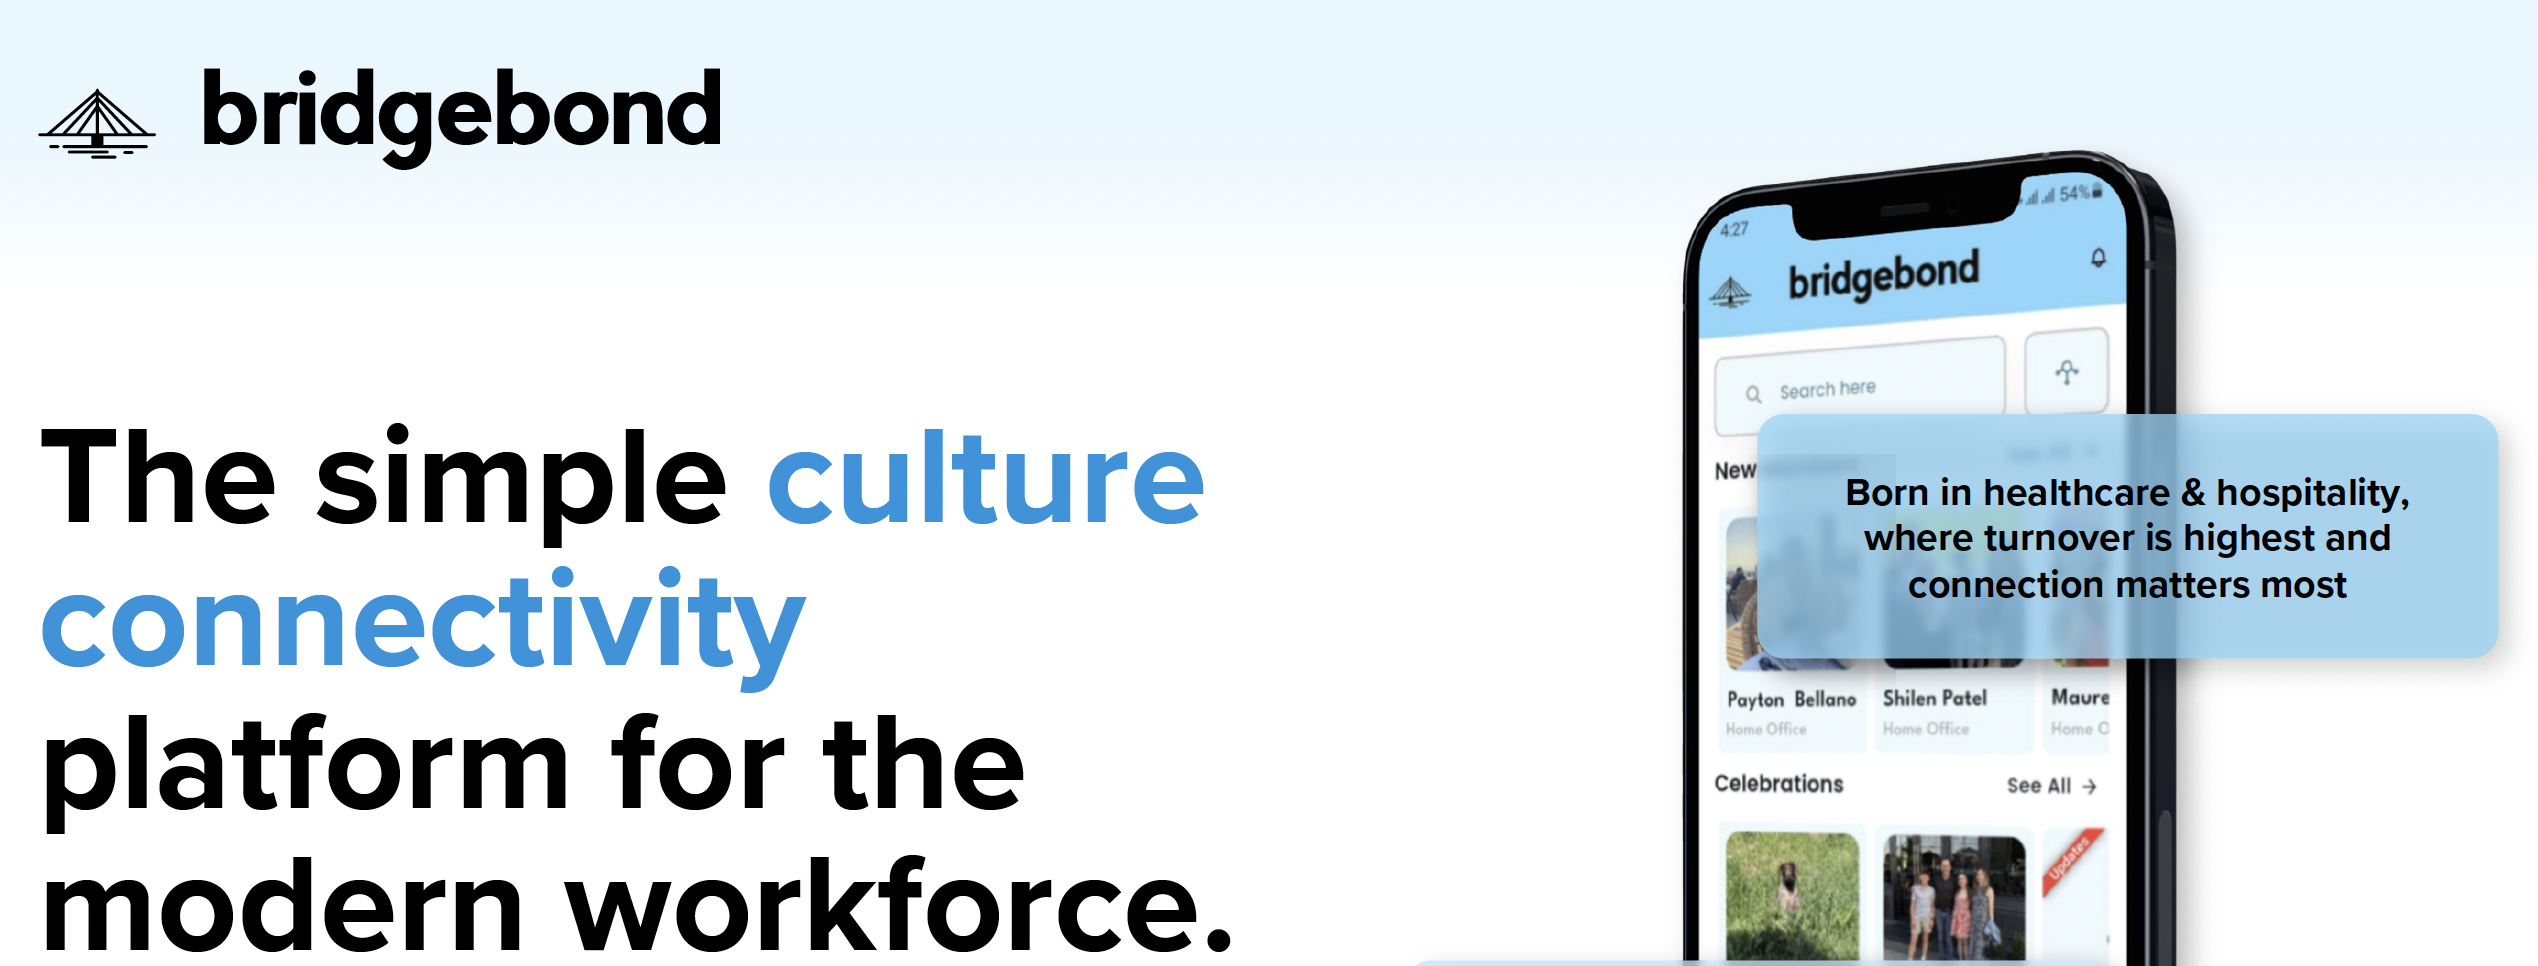 bridgebond
The simple culture
connectivity
platform for the
modern workforce.
4:27
54%
bridgebond
Search here
New
Born in healthcare & hospitality,
where turnover is highest and
connection matters most
Payton Bellano
Home Office
Shilen Patel
Home Office
Maure
Home O
Celebrations
See All →
Updates